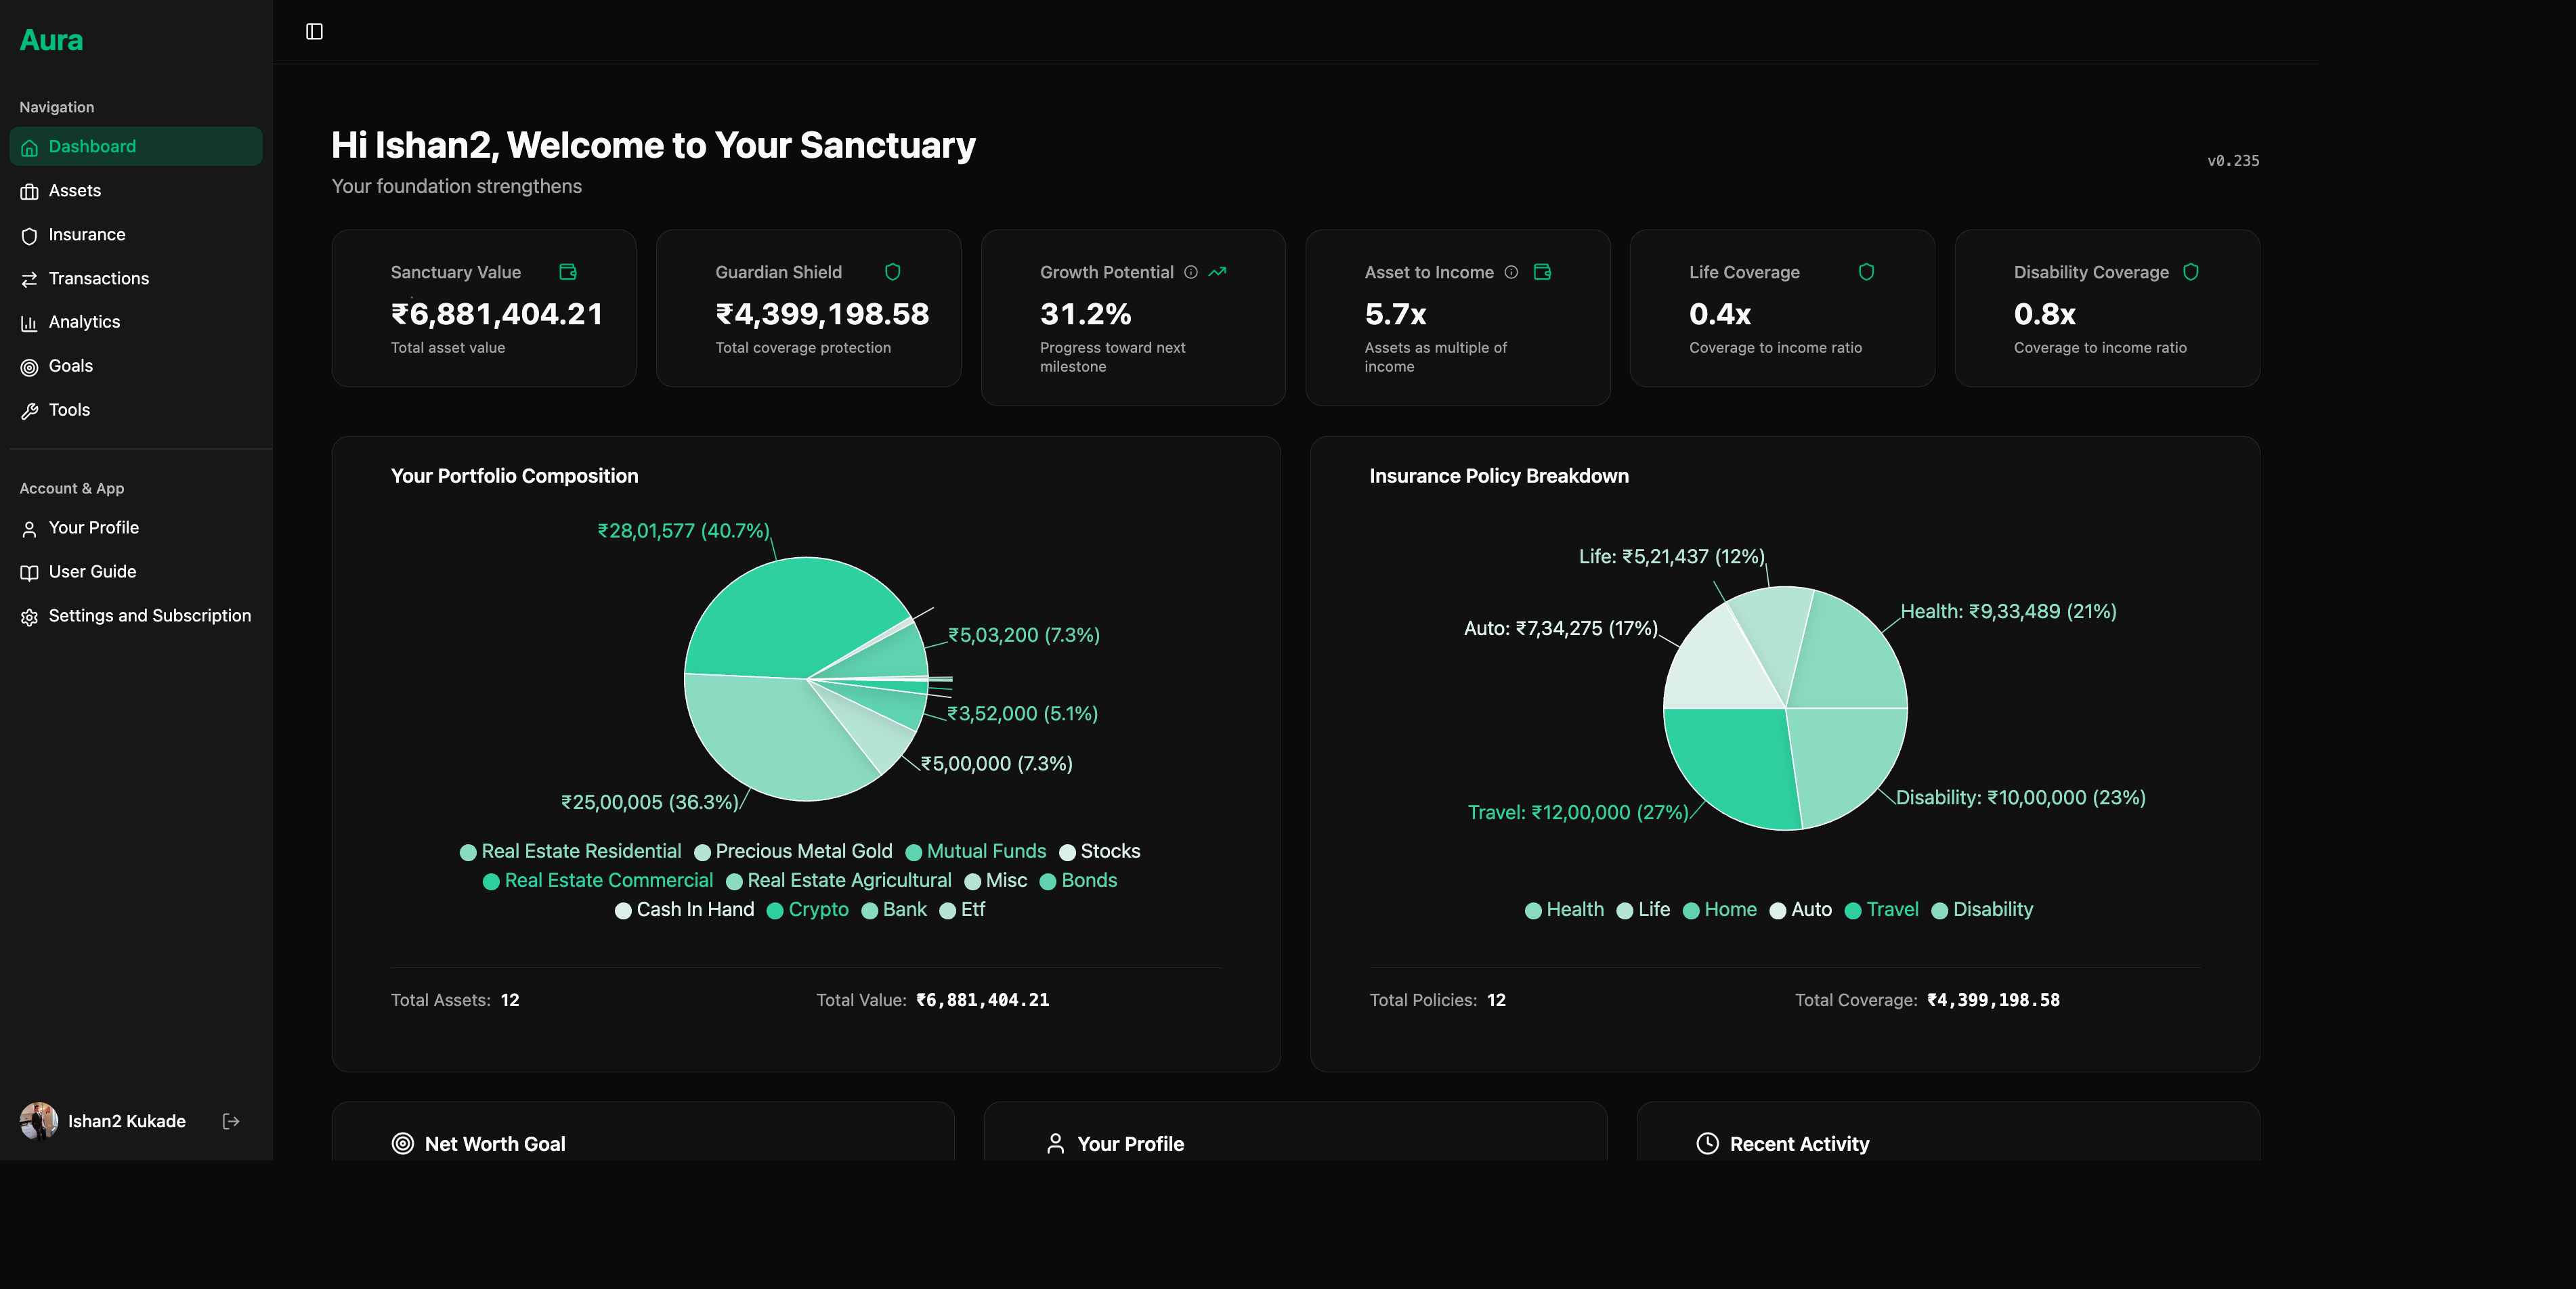 Aura
Navigation
Dashboard
Assets
Insurance
Transactions
Analytics
Goals
Tools
Account & App
Your Profile
User Guide
Settings and Subscription
Ishan2 Kukade
Hi Ishan2, Welcome to Your Sanctuary
Your foundation strengthens
v0.235
Sanctuary Value
₹6,881,404.21
Total asset value
Guardian Shield
₹4,399,198.58
Total coverage protection
Growth Potential
31.2%
Progress toward next
milestone
Asset to Income
5.7x
Assets as multiple of
income
Life Coverage
0.4x
Coverage to income ratio
Disability Coverage
0.8x
Coverage to income ratio
Your Portfolio Composition
₹28,01,577 (40.7%)
₹5,03,200 (7.3%)
₹3,52,000 (5.1%)
₹5,00,000 (7.3%)
₹25,00,005 (36.3%)
Real Estate Residential Precious Metal Gold Mutual Funds Stocks
Real Estate Commercial Real Estate Agricultural Misc Bonds
Cash In Hand Crypto Bank Etf
Total Assets: 12 Total Value: ₹6,881,404.21
Insurance Policy Breakdown
Life: ₹5,21,437 (12%)
Health: ₹9,33,489 (21%)
Auto: ₹7,34,275 (17%)
Disability: ₹10,00,000 (23%)
Travel: ₹12,00,000 (27%)
Health Life Home Auto Travel Disability
Total Policies: 12 Total Coverage: ₹4,399,198.58
Net Worth Goal
Your Profile
Recent Activity